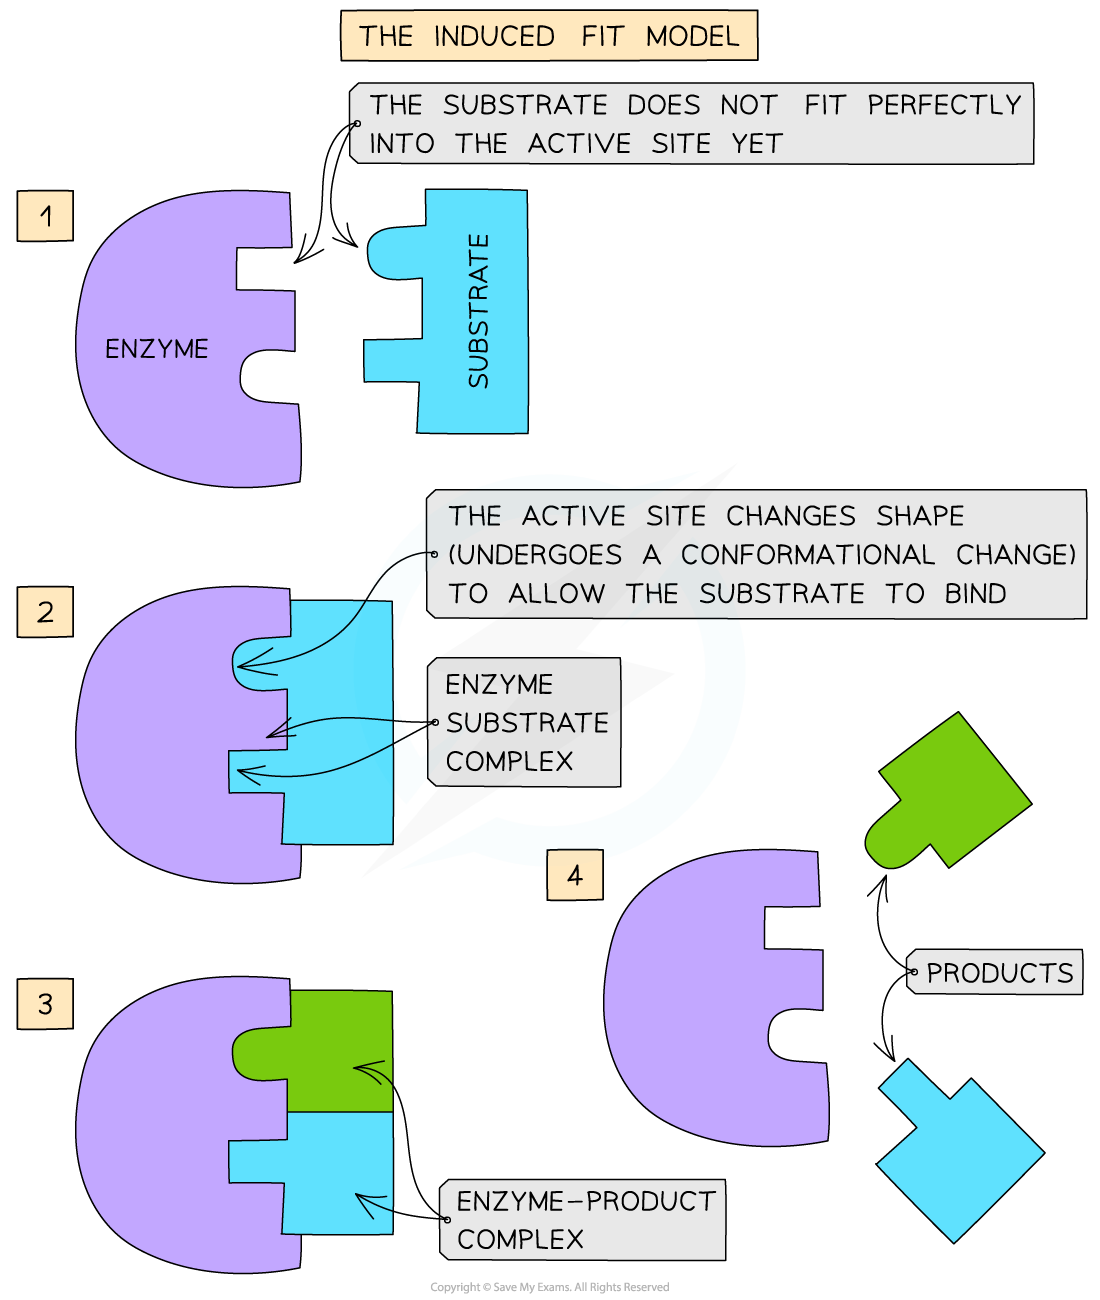 THE INDUCED FIT MODEL
THE SUBSTRATE DOES NOT FIT PERFECTLY
INTO THE ACTIVE SITE YET
1
ENZYME
SUBSTRATE
THE ACTIVE SITE CHANGES SHAPE
(UNDERGOES A CONFORMATIONAL CHANGE)
TO ALLOW THE SUBSTRATE TO BIND
2
ENZYME
SUBSTRATE
COMPLEX
3
ENZYME-PRODUCT
COMPLEX
4
PRODUCTS
Copyright © Save My Exams. All Rights Reserved